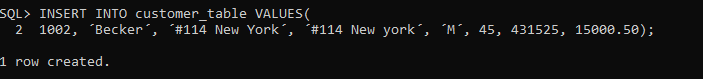 SQL> INSERT INTO customer_table VALUES(
2 1002, ´Becker´, ´#114 New York´, ´#114 New york´, ´M´, 45, 431525, 15000.50);
1 row created.